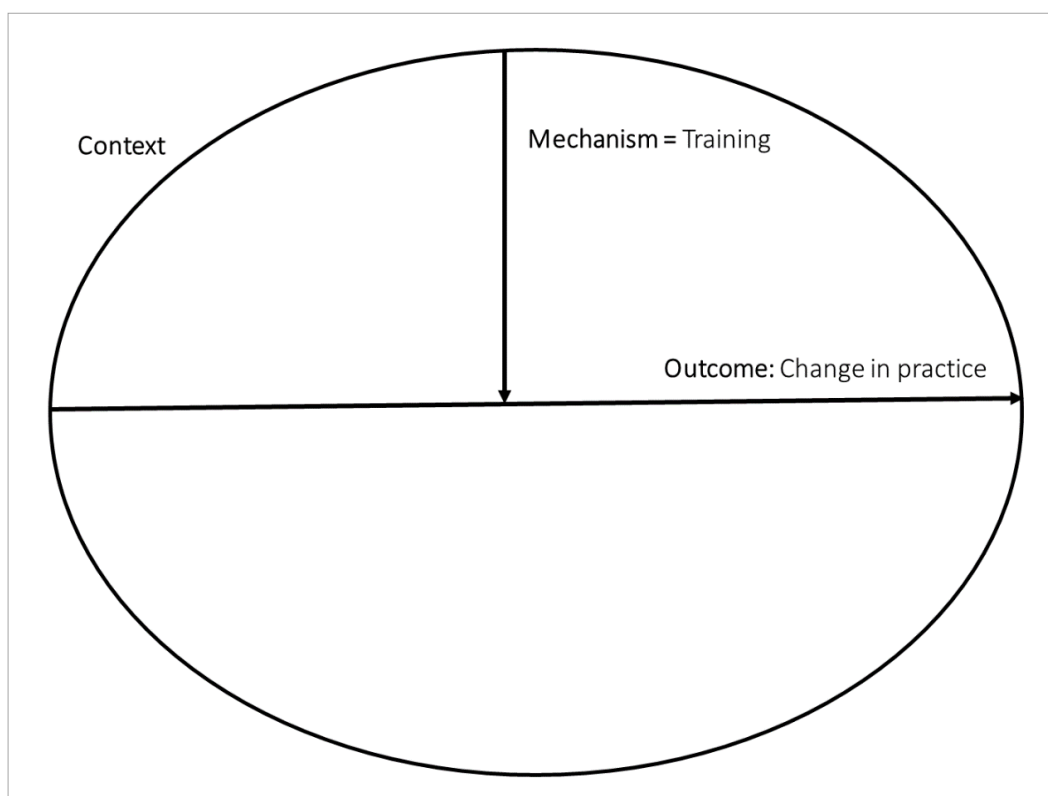 Context
Mechanism = Training
Outcome: Change in practice